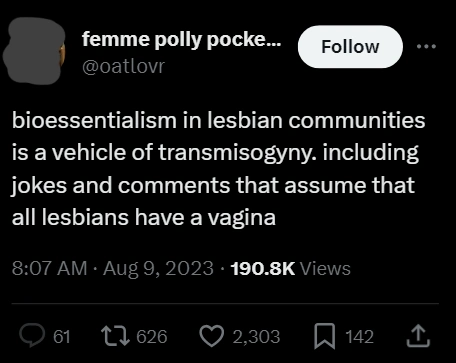 femme polly pocke...
Follow
@oatlovr
bioessentialism in lesbian communities
is a vehicle of transmisogyny. including
jokes and comments that assume that
all lesbians have a vagina
8:07 AM · Aug 9, 2023 · 190.8K Views
61 626 2,303 142